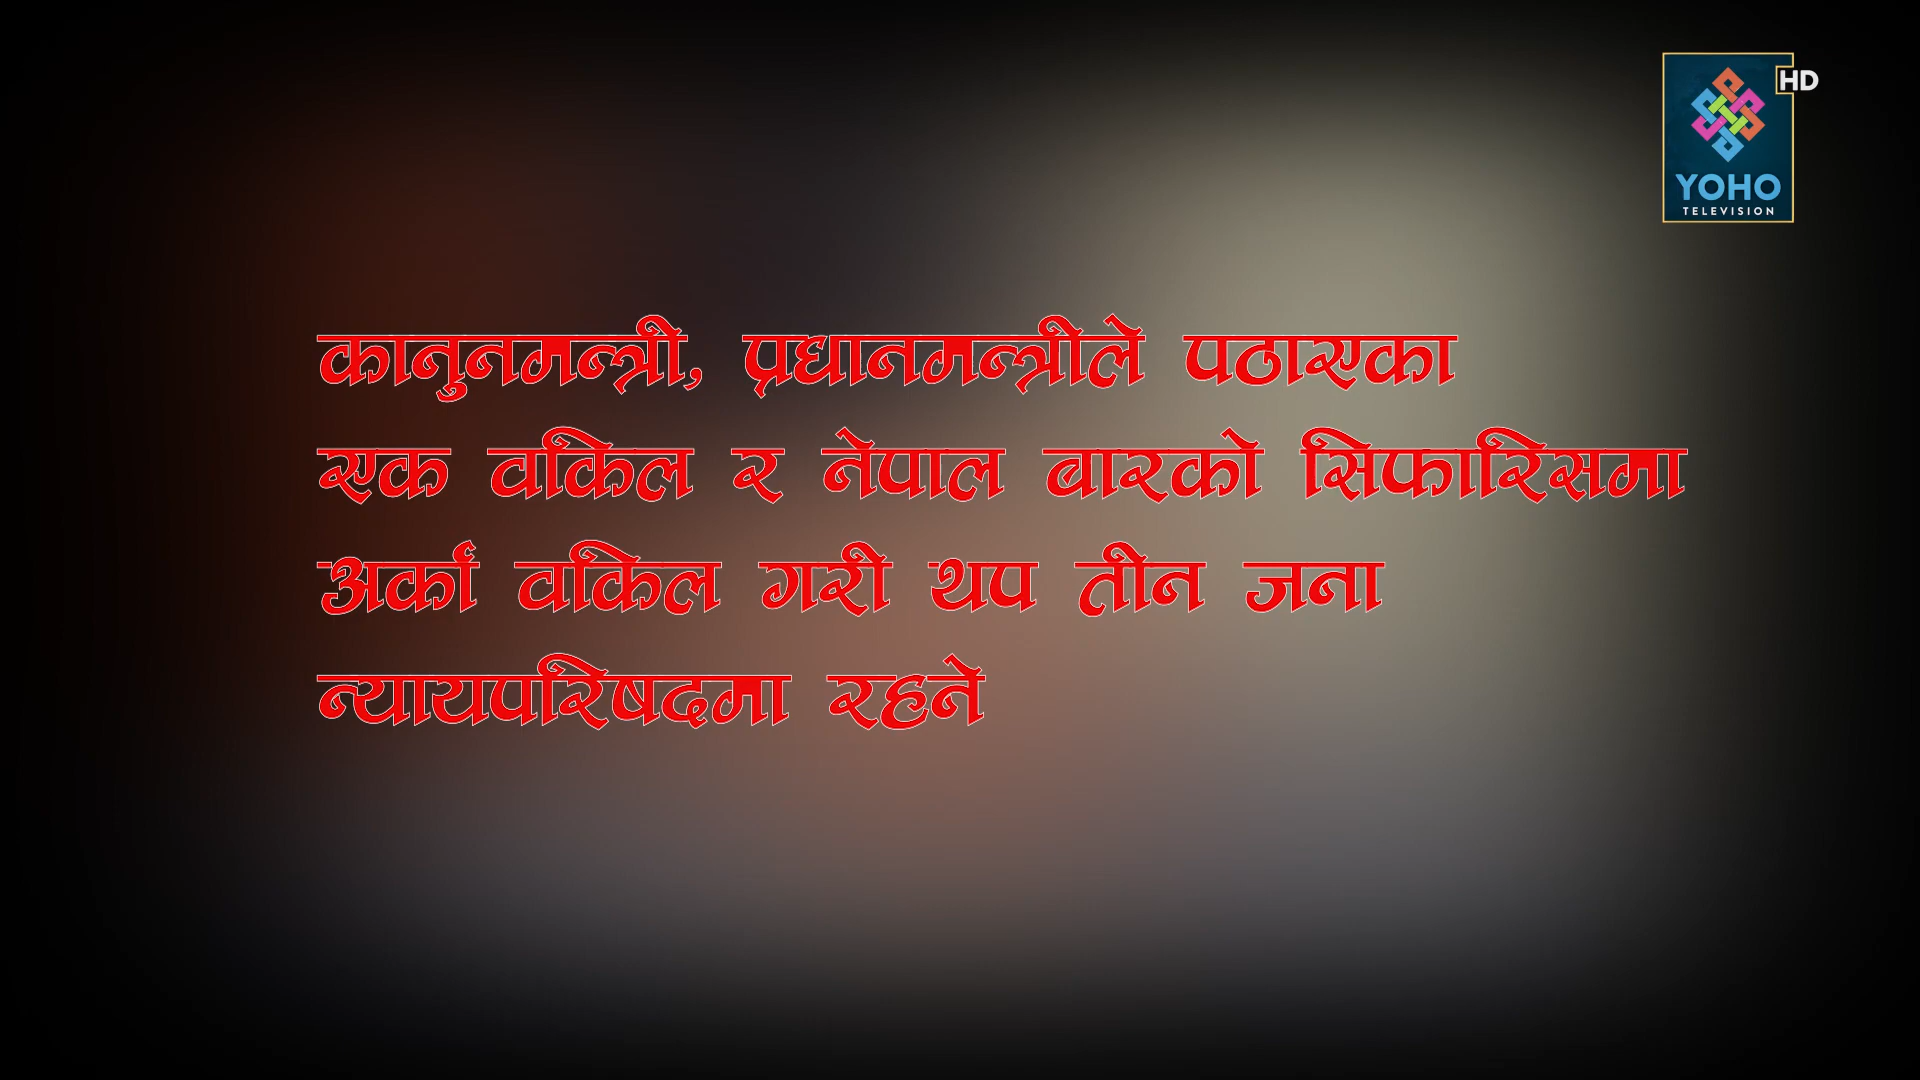 HD
YOHO
TELEVISION
कानुनमन्त्री, प्रधानमन्त्रीले पठाएका
एक वकिल र नेपाल बारको सिफारिसमा
अर्का वकिल गरी थप तीन जना
न्यायपरिषदमा रहने